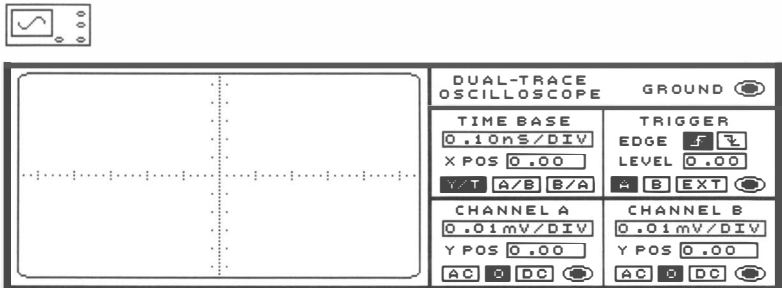 DUAL-TRACE
OSCILLOSCOPE
GROUND
TIME BASE
0.10nS/DIV
X POS 0.00
Y/T A/B B/A
TRIGGER
EDGE
LEVEL 0.00
A B EXT
CHANNEL A
0.01mV/DIV
Y POS 0.00
AC 0 DC
CHANNEL B
0.01mV/DIV
Y POS 0.00
AC 0 DC